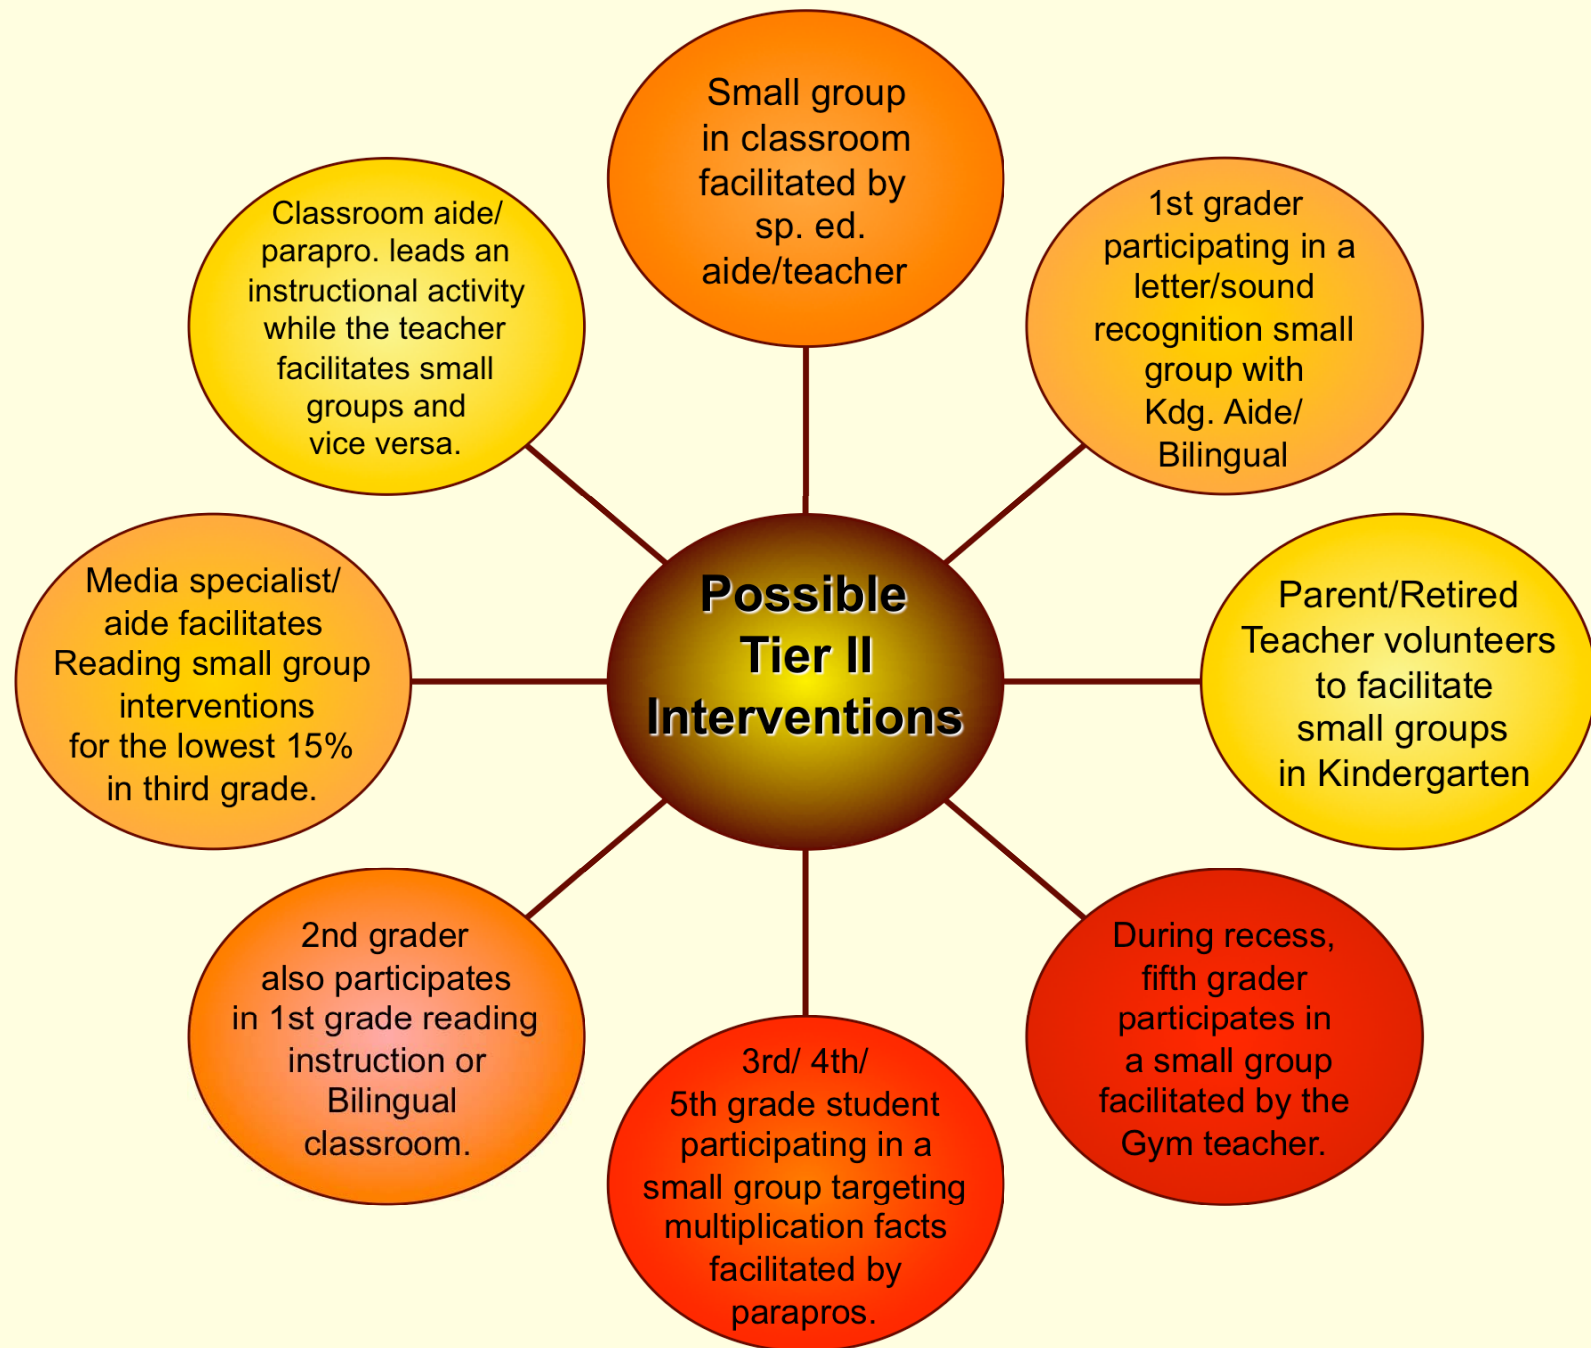 Small group
in classroom
facilitated by
sp. ed.
aide/teacher
Classroom aide/
parapro. leads an
instructional activity
while the teacher
facilitates small
groups and
vice versa.
1st grader
participating in a
letter/sound
recognition small
group with
Kdg. Aide/
Bilingual
Media specialist/
aide facilitates
Reading small group
interventions
for the lowest 15%
in third grade.
Possible
Tier II
Interventions
Parent/Retired
Teacher volunteers
to facilitate
small groups
in Kindergarten
2nd grader
also participates
in 1st grade reading
instruction or
Bilingual
classroom.
3rd/ 4th/
5th grade student
participating in a
small group targeting
multiplication facts
facilitated by
parapros.
During recess,
fifth grader
participates in
a small group
facilitated by the
Gym teacher.